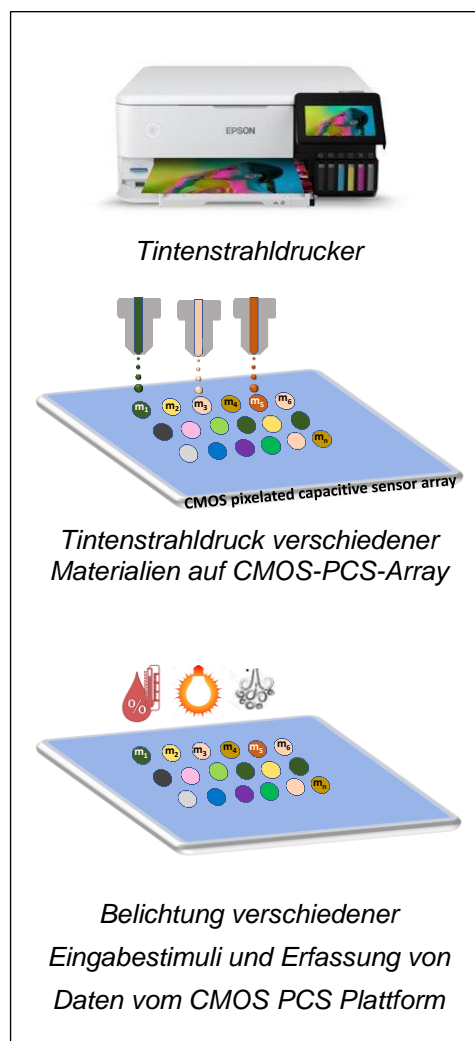 EPSON
Tintenstrahldrucker
m1 m2 m3 m4 m5 m6
mn
CMOS pixelated capacitive sensor array
Tintenstrahldruck verschiedener
Materialien auf CMOS-PCS-Array
%
m1 m2 m3 m4 m5 m6
mn
Belichtung verschiedener
Eingabestimuli und Erfassung von
Daten vom CMOS PCS Plattform